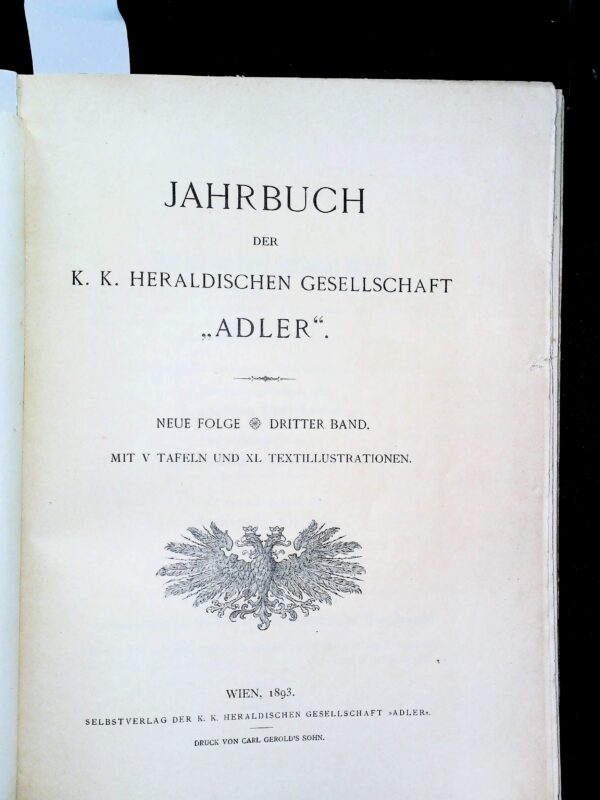 JAHRBUCH
DER
K. K. HERALDISCHEN GESELLSCHAFT
„ADLER“.
NEUE FOLGE ❁ DRITTER BAND.
MIT V TAFELN UND XL TEXTILLUSTRATIONEN.
WIEN, 1893.
SELBSTVERLAG DER K. K. HERALDISCHEN GESELLSCHAFT »ADLER«.
DRUCK VON CARL GEROLD'S SOHN.